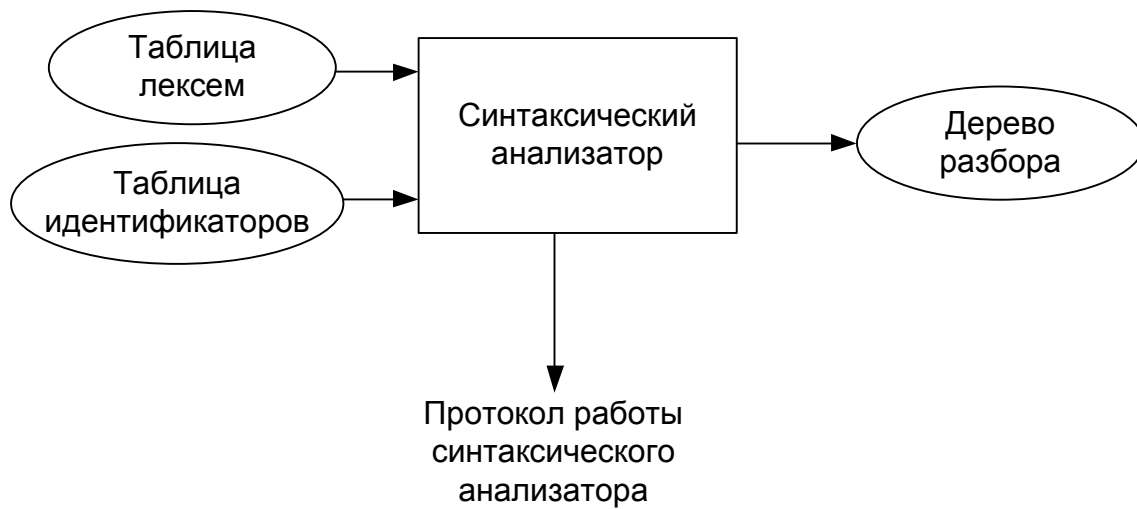 Таблица
лексем
Таблица
идентификаторов
Синтаксический
анализатор
Дерево
разбора
Протокол работы
синтаксического
анализатора